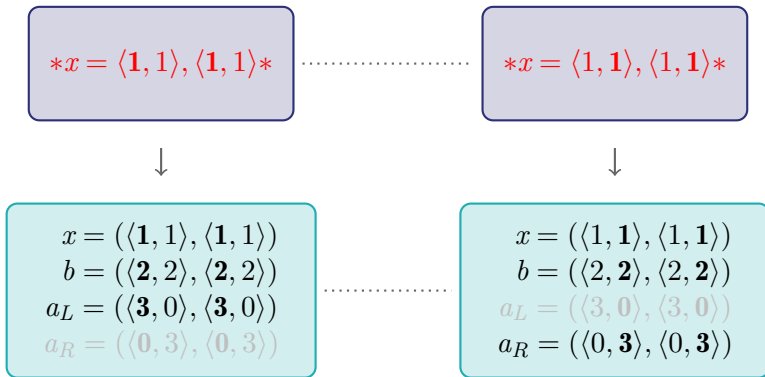 ∗x = ⟨1, 1⟩, ⟨1, 1⟩∗
∗x = ⟨1, 1⟩, ⟨1, 1⟩∗
x = (⟨1, 1⟩, ⟨1, 1⟩)
b = (⟨2, 2⟩, ⟨2, 2⟩)
a_L = (⟨3, 0⟩, ⟨3, 0⟩)
a_R = (⟨0, 3⟩, ⟨0, 3⟩)
x = (⟨1, 1⟩, ⟨1, 1⟩)
b = (⟨2, 2⟩, ⟨2, 2⟩)
a_L = (⟨3, 0⟩, ⟨3, 0⟩)
a_R = (⟨0, 3⟩, ⟨0, 3⟩)